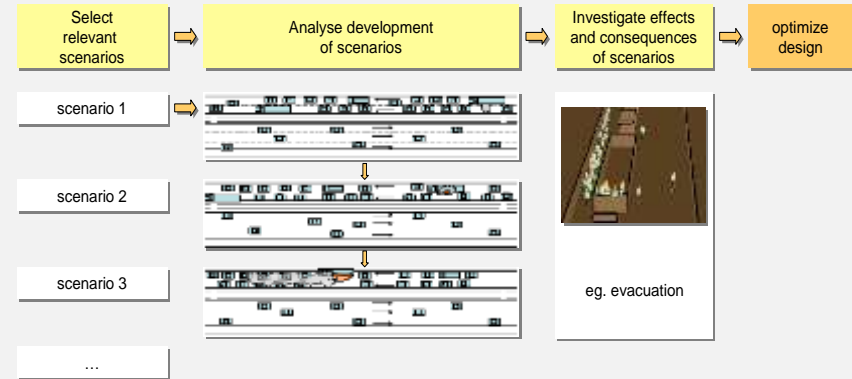 Select
relevant
scenarios
Analyse development
of scenarios
Investigate effects
and consequences
of scenarios
optimize
design
scenario 1
scenario 2
scenario 3
eg. evacuation
…